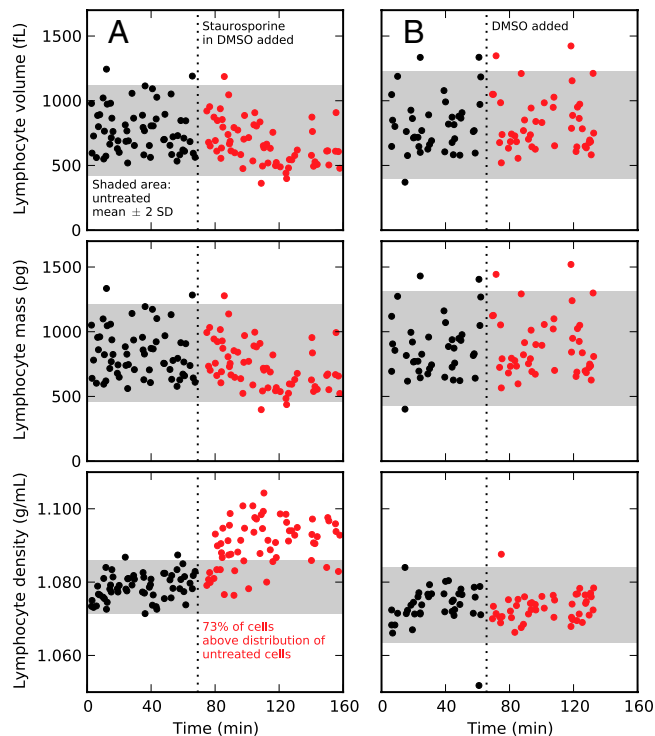 A
B
Staurosporine
in DMSO added
DMSO added
Lymphocyte volume (fL)
1500
1000
500
0
Shaded area:
untreated
mean ± 2 SD
Lymphocyte mass (pg)
1500
1000
500
0
Lymphocyte density (g/mL)
1.100
1.080
1.060
73% of cells
above distribution of
untreated cells
0 40 80 120 160
0 40 80 120 160
Time (min)
Time (min)